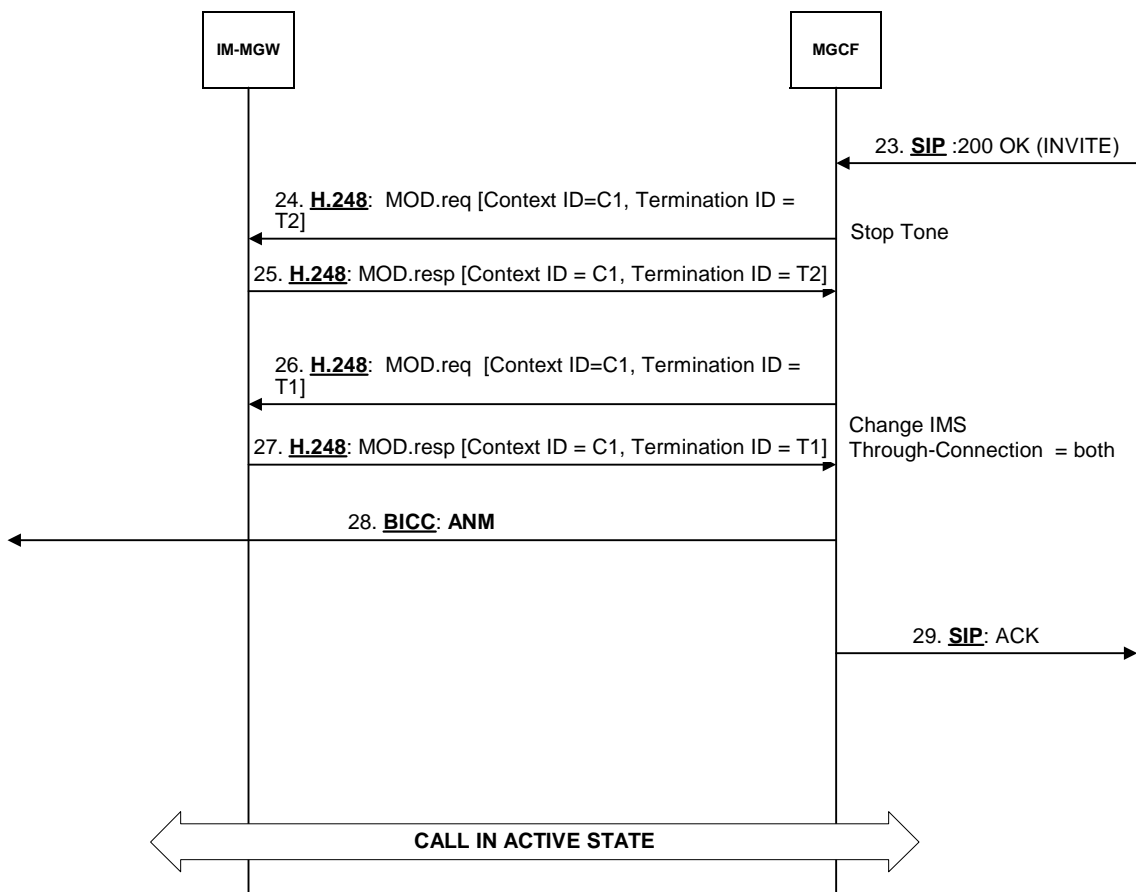 IM-MGW
MGCF
23. SIP :200 OK (INVITE)
24. H.248: MOD.req [Context ID=C1, Termination ID =
T2]
Stop Tone
25. H.248: MOD.resp [Context ID = C1, Termination ID = T2]
26. H.248: MOD.req [Context ID=C1, Termination ID =
T1]
Change IMS
Through-Connection = both
27. H.248: MOD.resp [Context ID = C1, Termination ID = T1]
28. BICC: ANM
29. SIP: ACK
CALL IN ACTIVE STATE